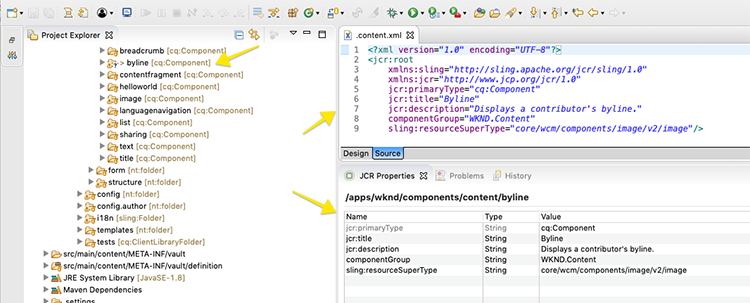 Project Explorer
breadcrumb [cq:Component]
> byline [cq:Component]
contentfragment [cq:Component]
helloworld [cq:Component]
image [cq:Component]
languagenavigation [cq:Component]
list [cq:Component]
sharing [cq:Component]
text [cq:Component]
title [cq:Component]
form [nt:folder]
structure [nt:folder]
config [nt:folder]
config.author [nt:folder]
i18n [sling:Folder]
templates [nt:folder]
tests [cq:ClientLibraryFolder]
src/main/content/META-INF/vault
src/main/content/META-INF/vault/definition
JRE System Library [JavaSE-1.8]
Maven Dependencies
.settings
.content.xml
1 <?xml version="1.0" encoding="UTF-8"?>
2 <jcr:root
3 xmlns:sling="http://sling.apache.org/jcr/sling/1.0"
4 xmlns:jcr="http://www.jcp.org/jcr/1.0"
5 jcr:primaryType="cq:Component"
6 jcr:title="Byline"
7 jcr:description="Displays a contributor's byline."
8 componentGroup="WKND.Content"
9 sling:resourceSuperType="core/wcm/components/image/v2/image"/>
Design Source
JCR Properties Problems History
/apps/wknd/components/content/byline
Name Type Value
jcr:primaryType String cq:Component
jcr:title String Byline
jcr:description String Displays a contributor's byline.
componentGroup String WKND.Content
sling:resourceSuperType String core/wcm/components/image/v2/image